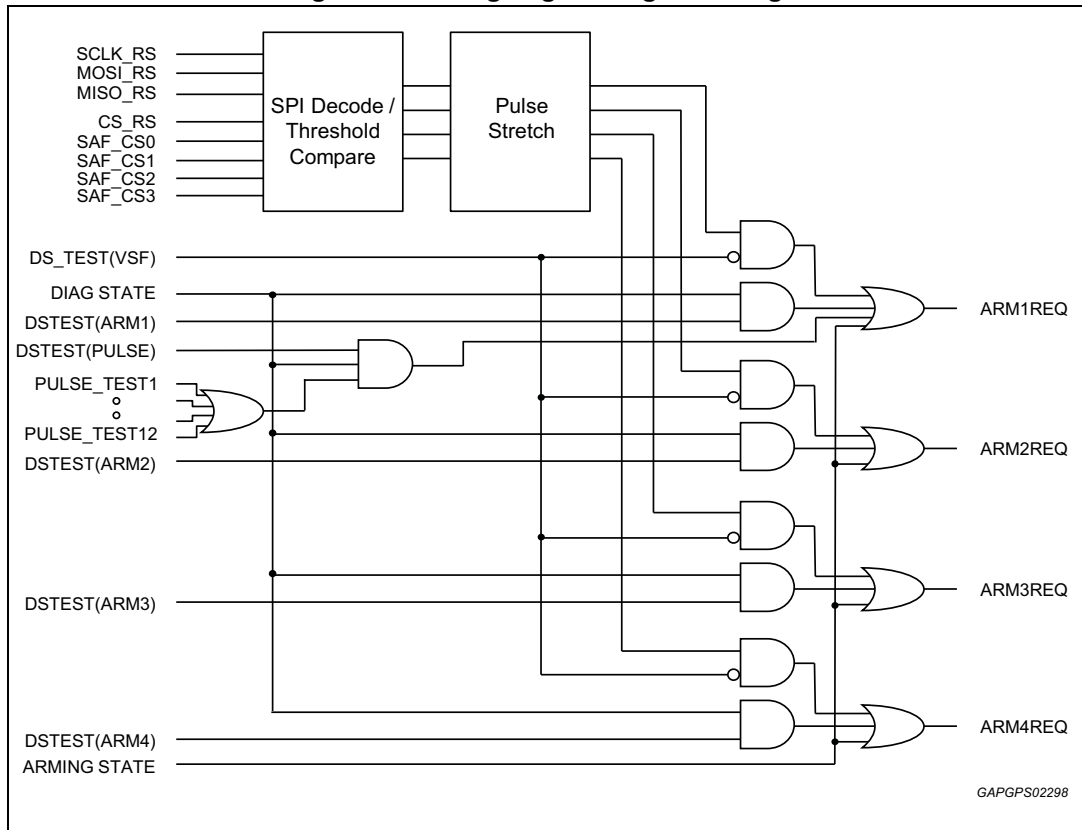 SCLK_RS
MOSI_RS
MISO_RS
CS_RS
SAF_CS0
SAF_CS1
SAF_CS2
SAF_CS3
SPI Decode /
Threshold
Compare
Pulse
Stretch
DS_TEST(VSF)
DIAG STATE
DSTEST(ARM1)
DSTEST(PULSE)
PULSE_TEST1
PULSE_TEST12
DSTEST(ARM2)
DSTEST(ARM3)
DSTEST(ARM4)
ARMING STATE
ARM1REQ
ARM2REQ
ARM3REQ
ARM4REQ
GAPGPS02298